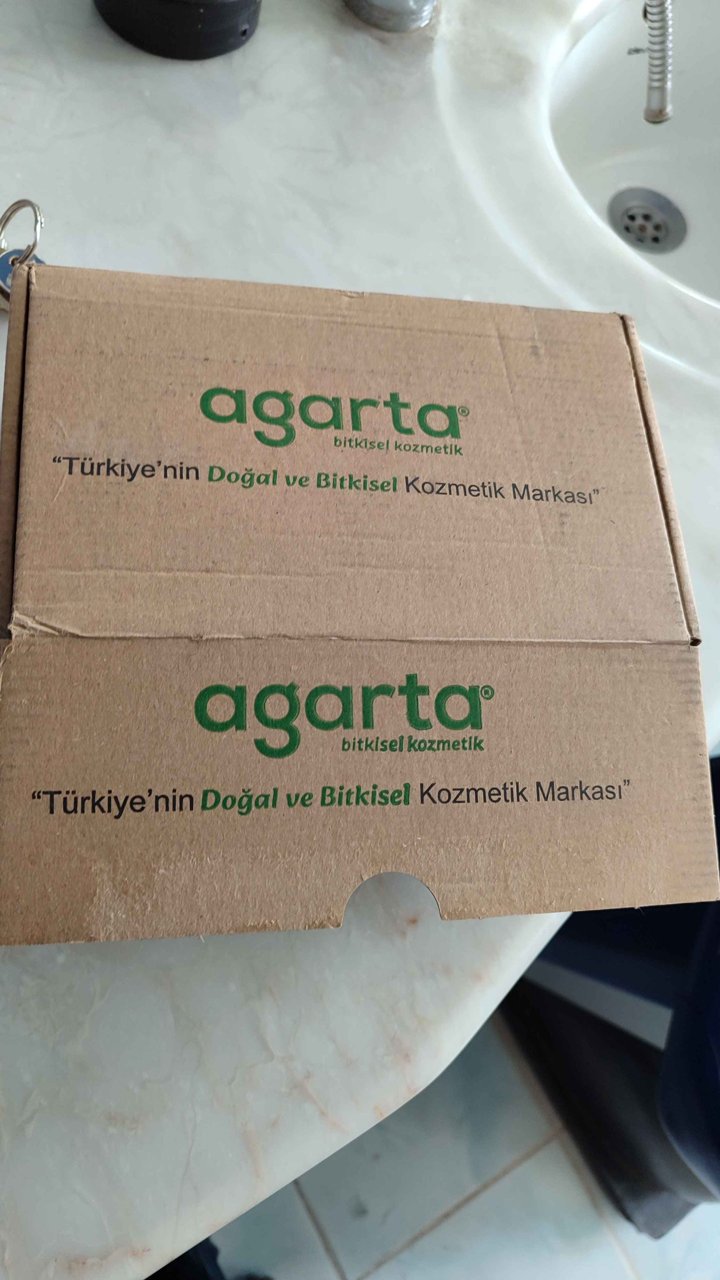 agarta®
bitkisel kozmetik
“Türkiye’nin Doğal ve Bitkisel Kozmetik Markası”
agarta®
bitkisel kozmetik
“Türkiye’nin Doğal ve Bitkisel Kozmetik Markası”